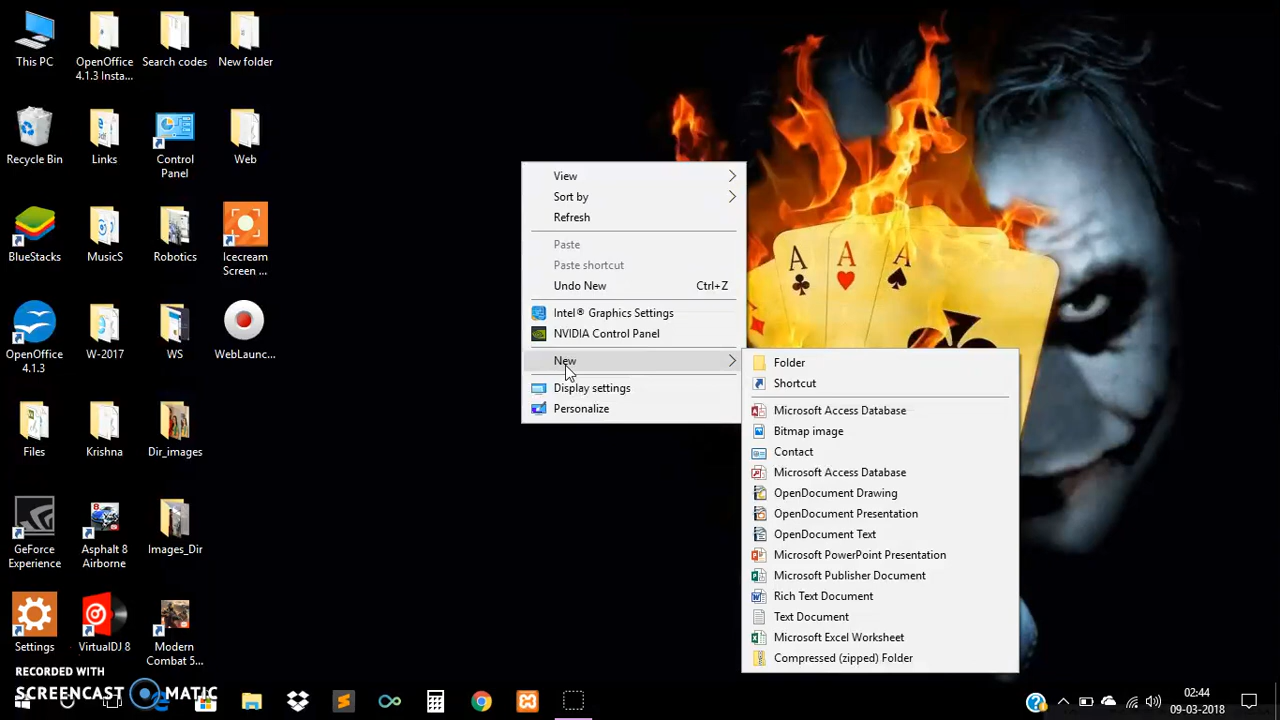 This PC
OpenOffice
4.1.3 Insta...
Search codes
New folder
Recycle Bin
Links
Control
Panel
Web
BlueStacks
MusicS
Robotics
Icecream
Screen ...
OpenOffice
4.1.3
W-2017
WS
WebLaunc...
Files
Krishna
Dir_images
GeForce
Experience
Asphalt 8
Airborne
Images_Dir
Settings
VirtualDJ 8
Modern
Combat 5...
View
Sort by
Refresh
Paste
Paste shortcut
Undo New Ctrl+Z
Intel® Graphics Settings
NVIDIA Control Panel
New
Display settings
Personalize
Folder
Shortcut
Microsoft Access Database
Bitmap image
Contact
Microsoft Access Database
OpenDocument Drawing
OpenDocument Presentation
OpenDocument Text
Microsoft PowerPoint Presentation
Microsoft Publisher Document
Rich Text Document
Text Document
Microsoft Excel Worksheet
Compressed (zipped) Folder
A A A
RECORDED WITH
SCREENCAST MATIC
02:44
09-03-2018